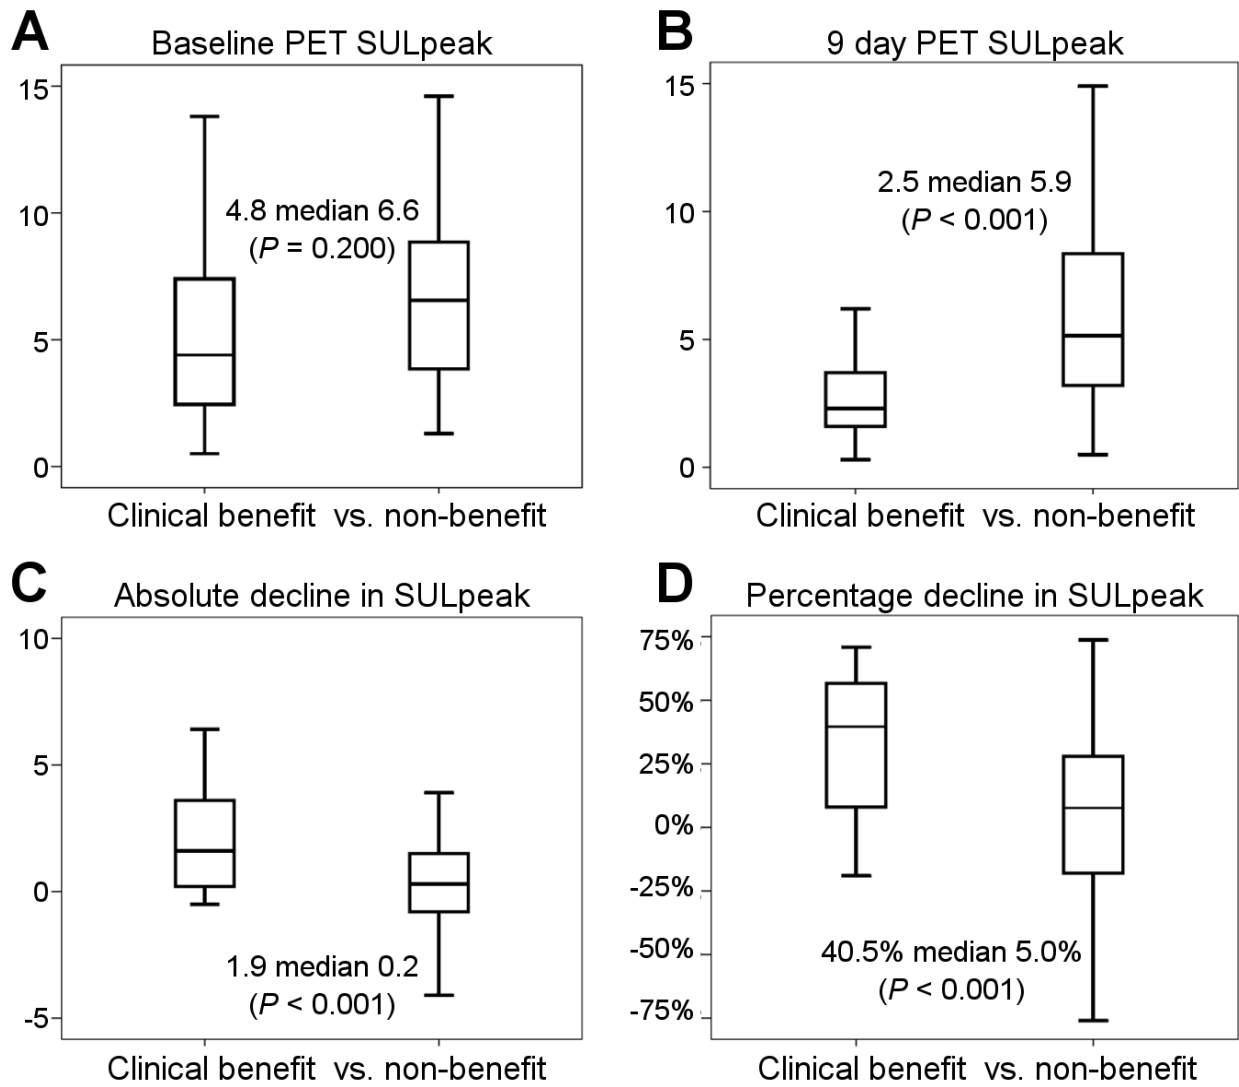 A
Baseline PET SULpeak
15
10
5
0
4.8 median 6.6
(P = 0.200)
Clinical benefit vs. non-benefit
B
9 day PET SULpeak
15
10
5
0
2.5 median 5.9
(P < 0.001)
Clinical benefit vs. non-benefit
C
Absolute decline in SULpeak
10
5
0
-5
1.9 median 0.2
(P < 0.001)
Clinical benefit vs. non-benefit
D
Percentage decline in SULpeak
75%
50%
25%
0%
-25%
-50%
-75%
40.5% median 5.0%
(P < 0.001)
Clinical benefit vs. non-benefit